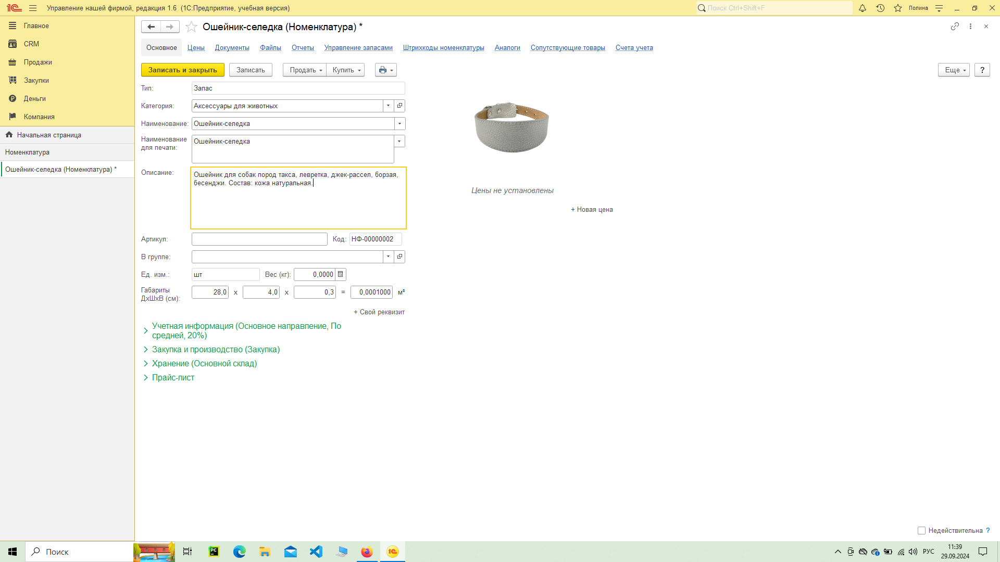 Управление нашей фирмой, редакция 1.6 (1С:Предприятие, учебная версия)
Поиск Ctrl+Shift+F
Полина
Главное
CRM
Продажи
Закупки
Деньги
Компания
Начальная страница
Номенклатура
Ошейник-селедка (Номенклатура) *
Ошейник-селедка (Номенклатура) *
Основное Цены Документы Файлы Отчеты Управление запасами Штрихкоды номенклатуры Аналоги Сопутствующие товары Счета учета
Записать и закрыть Записать Продать Купить Еще ?
Тип: Запас
Категория: Аксессуары для животных
Наименование: Ошейник-селедка
Наименование
для печати:
Ошейник-селедка
Описание:
Ошейник для собак пород такса, левретка, джек-рассел, борзая,
бесенджи. Состав: кожа натуральная.
Артикул: Код: НФ-00000002
В группе:
Ед. изм.: шт Вес (кг): 0,0000
Габариты
ДхШхВ (см):
28,0 x 4,0 x 0,3 = 0,0001000 м³
+ Свой реквизит
Учетная информация (Основное направление, По
средней, 20%)
Закупка и производство (Закупка)
Хранение (Основной склад)
Прайс-лист
Цены не установлены
+ Новая цена
Недействительна ?
Поиск
PC
РУС
11:39
29.09.2024